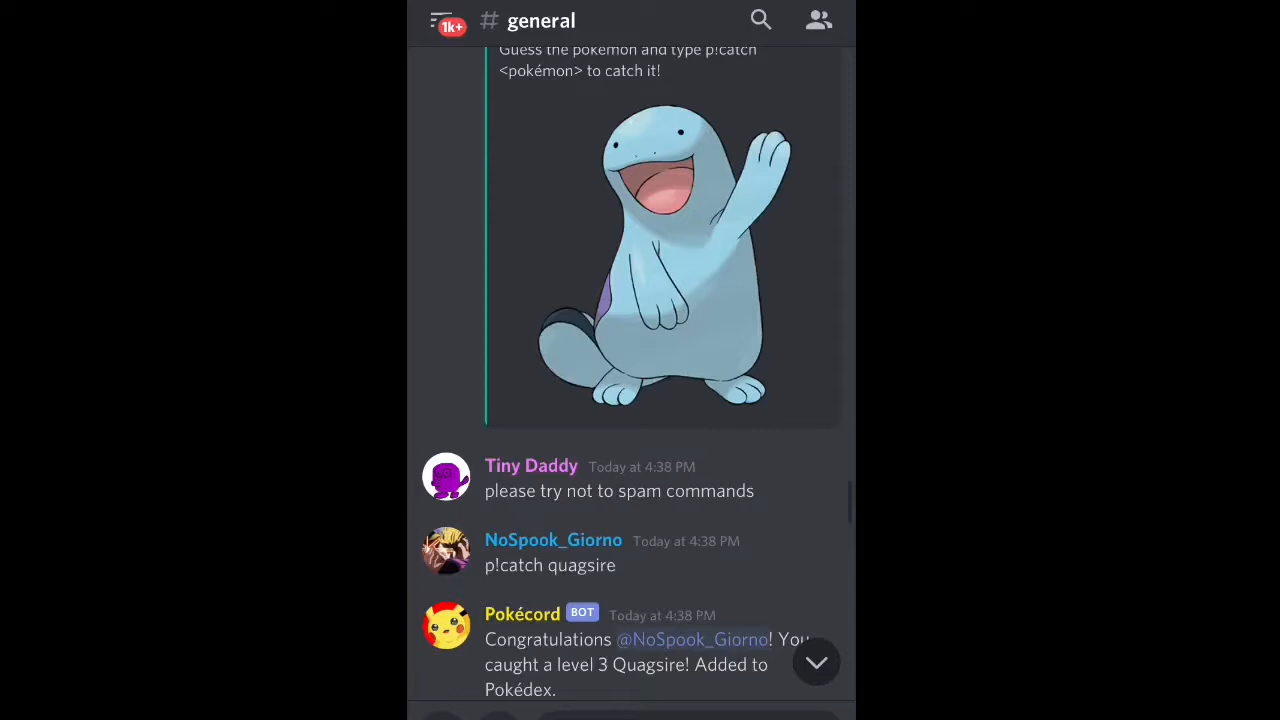 1k+
# general
Guess the pokémon and type p!catch
<pokémon> to catch it!
Tiny Daddy Today at 4:38 PM
please try not to spam commands
NoSpook_Giorno Today at 4:38 PM
p!catch quagsire
Pokécord BOT Today at 4:38 PM
Congratulations @NoSpook_Giorno! You
caught a level 3 Quagsire! Added to
Pokédex.